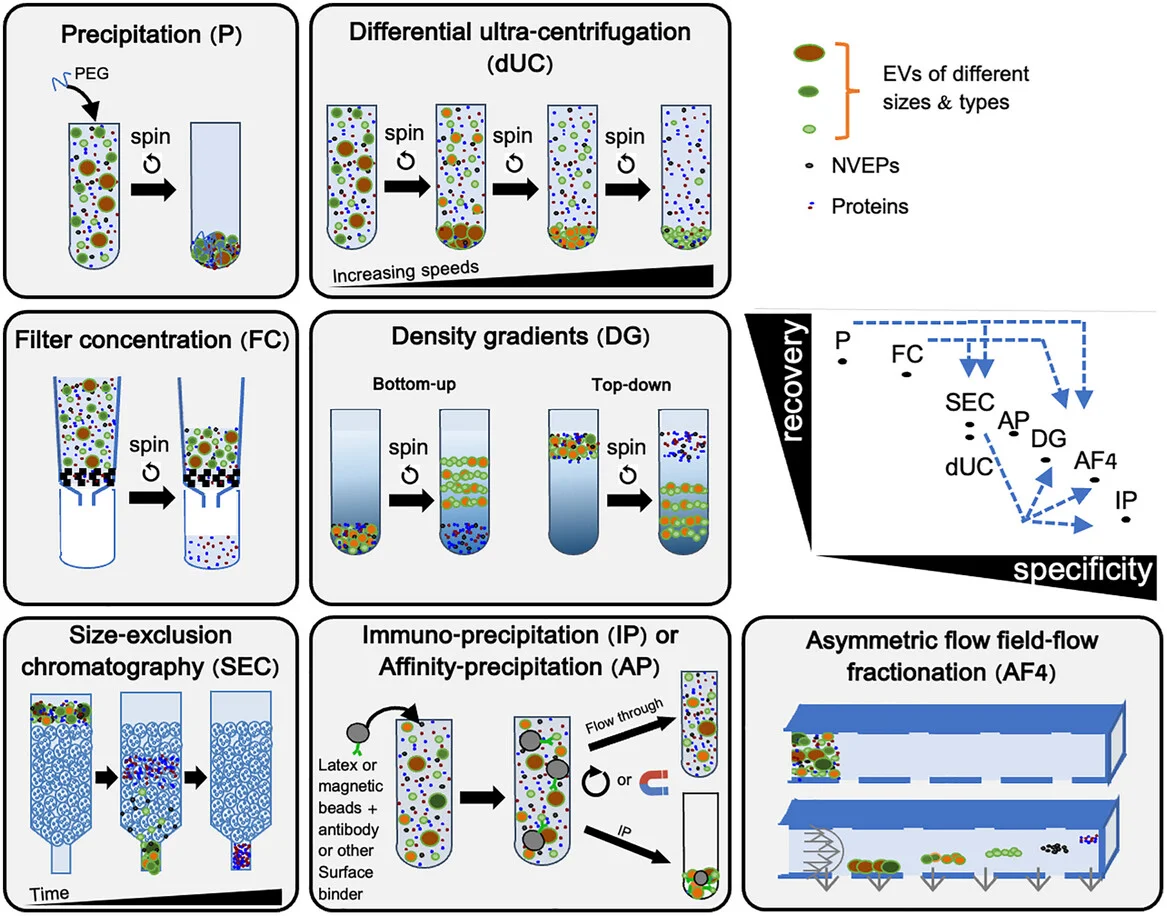 Precipitation (P)
PEG
spin
Differential ultra-centrifugation
(dUC)
spin
spin
spin
Increasing speeds
EVs of different
sizes & types
NVEPs
Proteins
Filter concentration (FC)
spin
Density gradients (DG)
Bottom-up
Top-down
spin
spin
recovery
P
FC
SEC
AP
DG
dUC
AF4
IP
specificity
Size-exclusion
chromatography (SEC)
Time
Immuno-precipitation (IP) or
Affinity-precipitation (AP)
Latex or
magnetic
beads +
antibody
or other
Surface
binder
Flow through
or
IP
Asymmetric flow field-flow
fractionation (AF4)